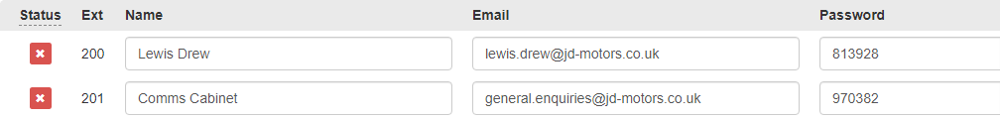 Status Ext Name Email Password
200 Lewis Drew lewis.drew@jd-motors.co.uk 813928
201 Comms Cabinet general.enquiries@jd-motors.co.uk 970382